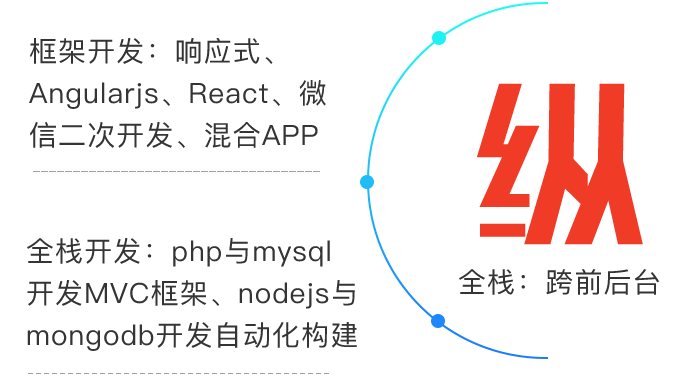 框架开发：响应式、
Angularjs、React、微
信二次开发、混合APP
纵
全栈开发：php与mysql
开发MVC框架、nodejs与
mongodb开发自动化构建
全栈：跨前后台